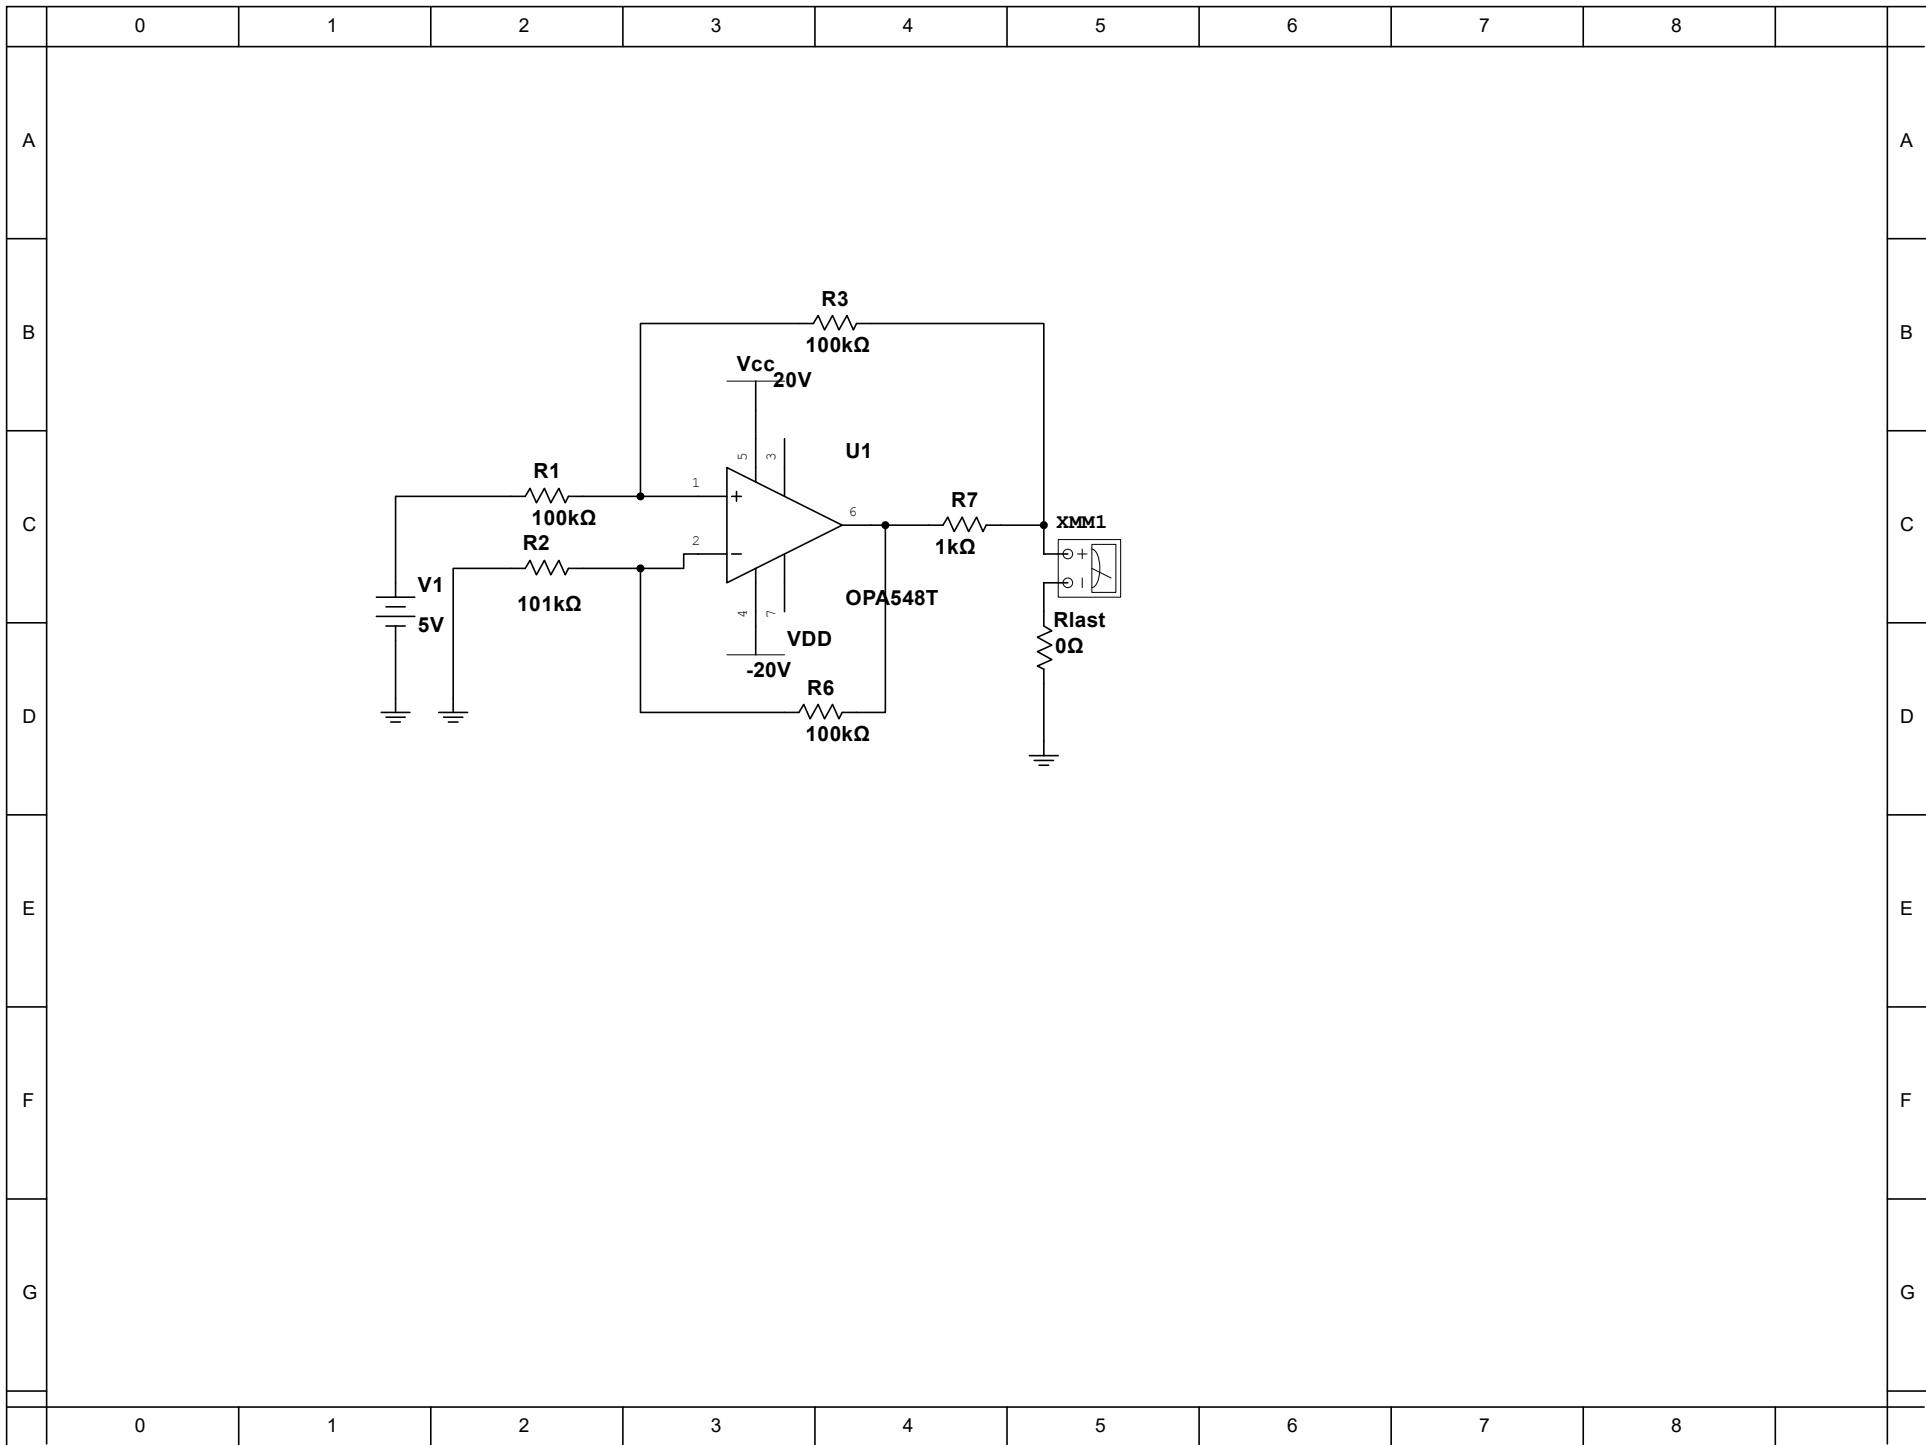 0 1 2 3 4 5 6 7 8
A A
B B
R3
100kΩ
Vcc
20V
C C
U1
5 3
R1
100kΩ
1
+
6
R7
1kΩ
XMM1
+
R2
101kΩ
2
−
V1
5V
OPA548T
4 7
VDD
-20V
Rlast
0Ω
D D
R6
100kΩ
E E
F F
G G
0 1 2 3 4 5 6 7 8